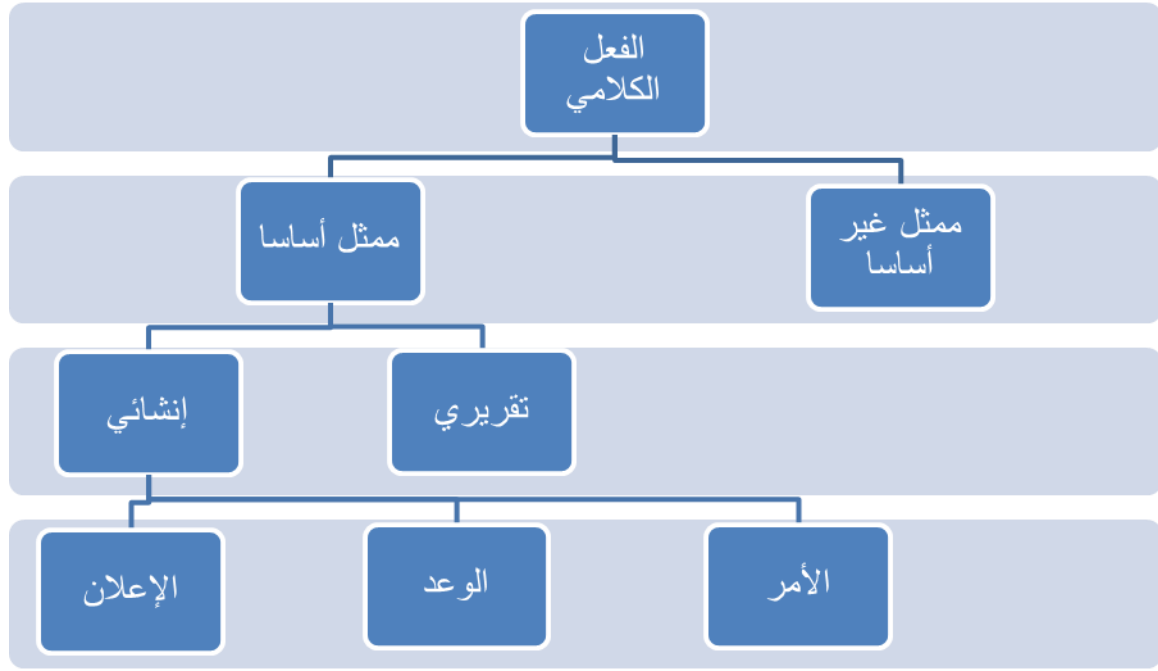 الفعل
الكلامي
ممثل غير
أساسا
ممثل أساسا
تقريري
إنشائي
الأمر
الوعد
الإعلان